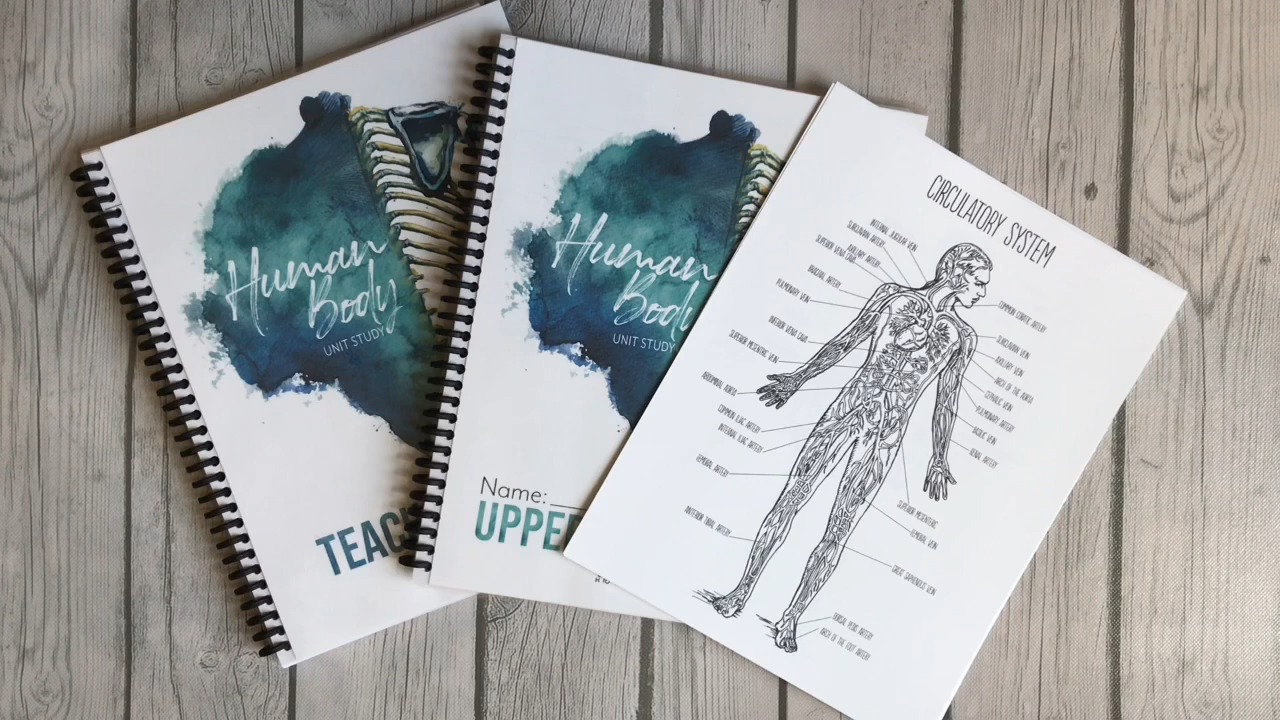 Human
Body
UNIT STUDY
TEAC
Human
Body
UNIT STUDY
Name:
UPPE
CIRCULATORY SYSTEM
INTERNAL JUGULAR VEIN
SUBCLAVIAN ARTERY
SUPERIOR VENA CAVA
AXILLARY ARTERY
BRACHIAL ARTERY
PULMONARY VEIN
INFERIOR VENA CAVA
SUPERIOR MESENTERIC VEIN
ABDOMINAL AORTA
COMMON ILIAC ARTERY
INTERNAL ILIAC ARTERY
FEMORAL ARTERY
ANTERIOR TIBIAL ARTERY
COMMON CAROTID ARTERY
SUBCLAVIAN VEIN
AXILLARY VEIN
ARCH OF THE AORTA
CEPHALIC VEIN
PULMONARY ARTERY
BASILIC VEIN
RENAL ARTERY
SUPERIOR MESENTERIC
FEMORAL VEIN
GREAT SAPHENOUS VEIN
DORSAL PEDIS ARTERY
ARCH OF THE FOOT ARTERY